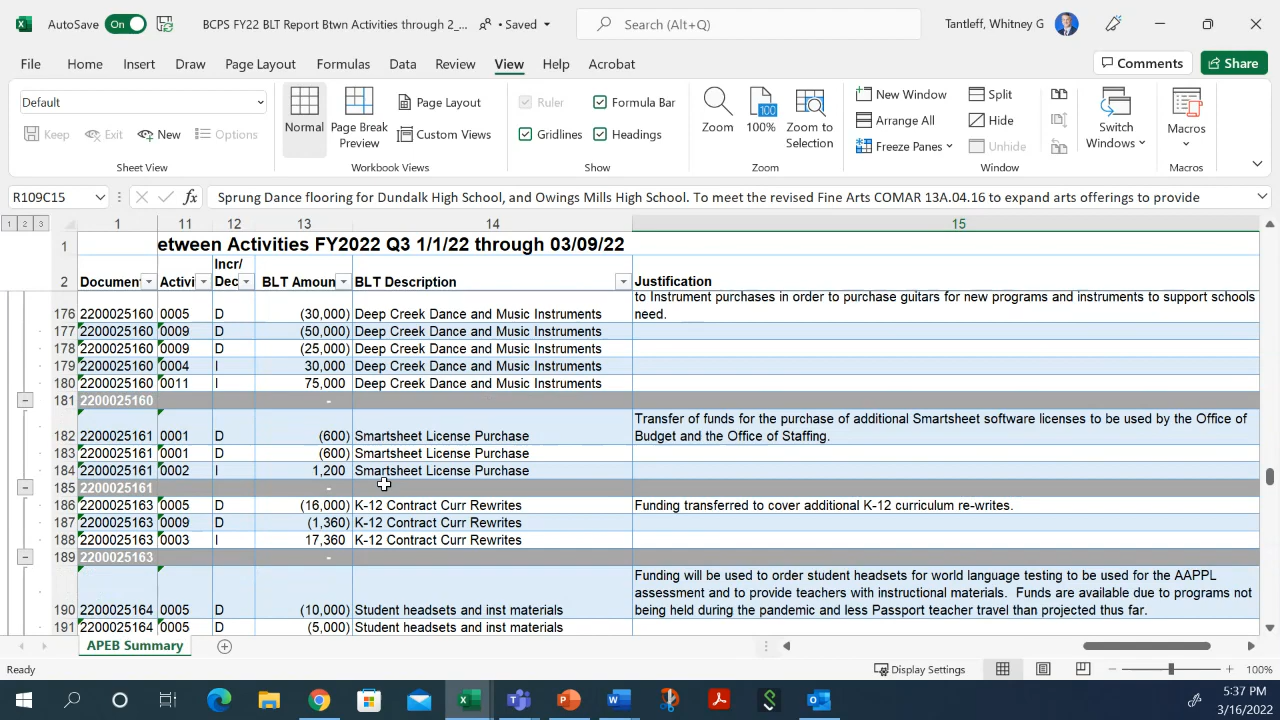 AutoSave On BCPS FY22 BLT Report Btwn Activities through 2_... • Saved Search (Alt+Q) Tantleff, Whitney G
File Home Insert Draw Page Layout Formulas Data Review View Help Acrobat Comments Share
Default
Keep Exit New Options
Sheet View
Normal Page Break Preview Page Layout Custom Views
Workbook Views
Ruler Formula Bar
Gridlines Headings
Show
Zoom 100% Zoom to Selection
Zoom
New Window Split
Arrange All Hide
Freeze Panes Unhide
Switch Windows
Window
Macros
Macros
R109C15 fx Sprung Dance flooring for Dundalk High School, and Owings Mills High School. To meet the revised Fine Arts COMAR 13A.04.16 to expand arts offerings to provide
1 2 3 1 11 12 13 14 15
1 etween Activities FY2022 Q3 1/1/22 through 03/09/22
2 Documen Activi Incr/ Dec BLT Amoun BLT Description Justification
to Instrument purchases in order to purchase guitars for new programs and instruments to support schools
176 2200025160 0005 D (30,000) Deep Creek Dance and Music Instruments need.
177 2200025160 0009 D (50,000) Deep Creek Dance and Music Instruments
178 2200025160 0009 D (25,000) Deep Creek Dance and Music Instruments
179 2200025160 0004 I 30,000 Deep Creek Dance and Music Instruments
180 2200025160 0011 I 75,000 Deep Creek Dance and Music Instruments
181 2200025160 -
Transfer of funds for the purchase of additional Smartsheet software licenses to be used by the Office of
182 2200025161 0001 D (600) Smartsheet License Purchase Budget and the Office of Staffing.
183 2200025161 0001 D (600) Smartsheet License Purchase
184 2200025161 0002 I 1,200 Smartsheet License Purchase
185 2200025161 -
186 2200025163 0005 D (16,000) K-12 Contract Curr Rewrites Funding transferred to cover additional K-12 curriculum re-writes.
187 2200025163 0009 D (1,360) K-12 Contract Curr Rewrites
188 2200025163 0003 I 17,360 K-12 Contract Curr Rewrites
189 2200025163 -
Funding will be used to order student headsets for world language testing to be used for the AAPPL
assessment and to provide teachers with instructional materials. Funds are available due to programs not
190 2200025164 0005 D (10,000) Student headsets and inst materials being held during the pandemic and less Passport teacher travel than projected thus far.
191 2200025164 0005 D (5,000) Student headsets and inst materials
APEB Summary
Ready Display Settings 100%
5:37 PM
3/16/2022